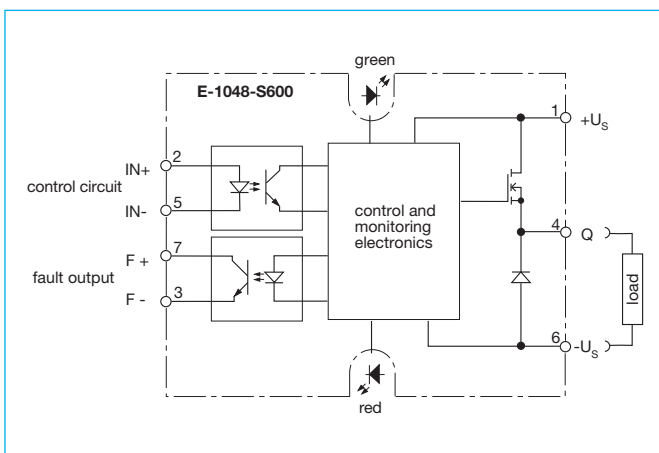 green
E-1048-S600
1
+US
2
IN+
control circuit
IN-
5
control and
monitoring
electronics
4
Q
7
F +
fault output
F -
3
load
6
-US
red